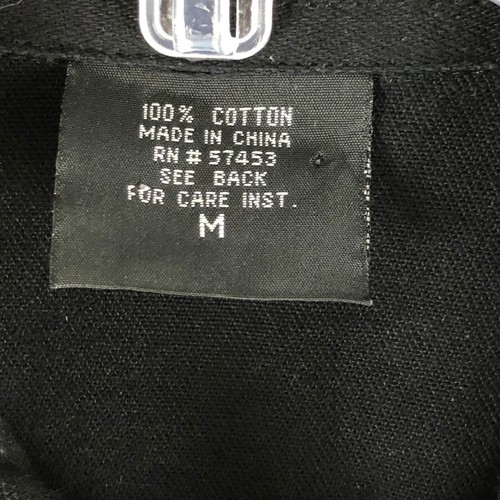 100% COTTON
MADE IN CHINA
RN # 57453
SEE BACK
FOR CARE INST.
M